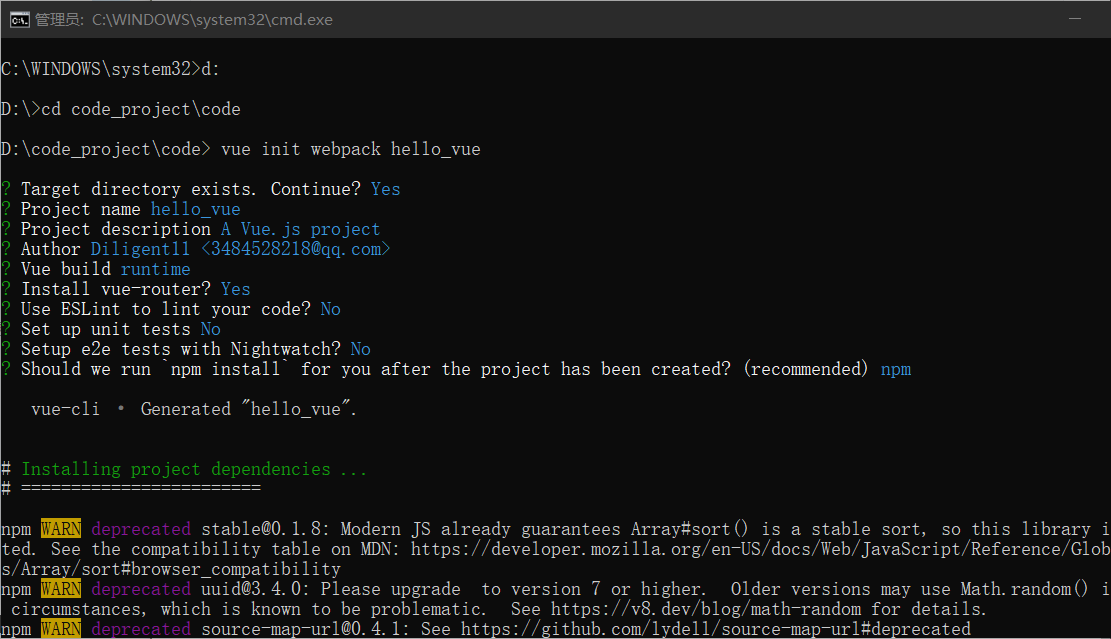 管理员: C:\WINDOWS\system32\cmd.exe
C:\WINDOWS\system32>d:
D:\>cd code_project\code
D:\code_project\code> vue init webpack hello_vue
? Target directory exists. Continue? Yes
? Project name hello_vue
? Project description A Vue.js project
? Author Diligentll <3484528218@qq.com>
? Vue build runtime
? Install vue-router? Yes
? Use ESLint to lint your code? No
? Set up unit tests No
? Setup e2e tests with Nightwatch? No
? Should we run `npm install` for you after the project has been created? (recommended) npm
vue-cli · Generated "hello_vue".
# Installing project dependencies ...
# ========================
npm WARN deprecated stable@0.1.8: Modern JS already guarantees Array#sort() is a stable sort, so this library i
ted. See the compatibility table on MDN: https://developer.mozilla.org/en-US/docs/Web/JavaScript/Reference/Glob
s/Array/sort#browser_compatibility
npm WARN deprecated uuid@3.4.0: Please upgrade  to version 7 or higher.  Older versions may use Math.random() i
circumstances, which is known to be problematic.  See https://v8.dev/blog/math-random for details.
npm WARN deprecated source-map-url@0.4.1: See https://github.com/lydell/source-map-url#deprecated